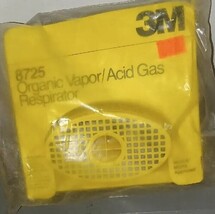 3M
8725
Organic Vapor/Acid Gas
Respirator